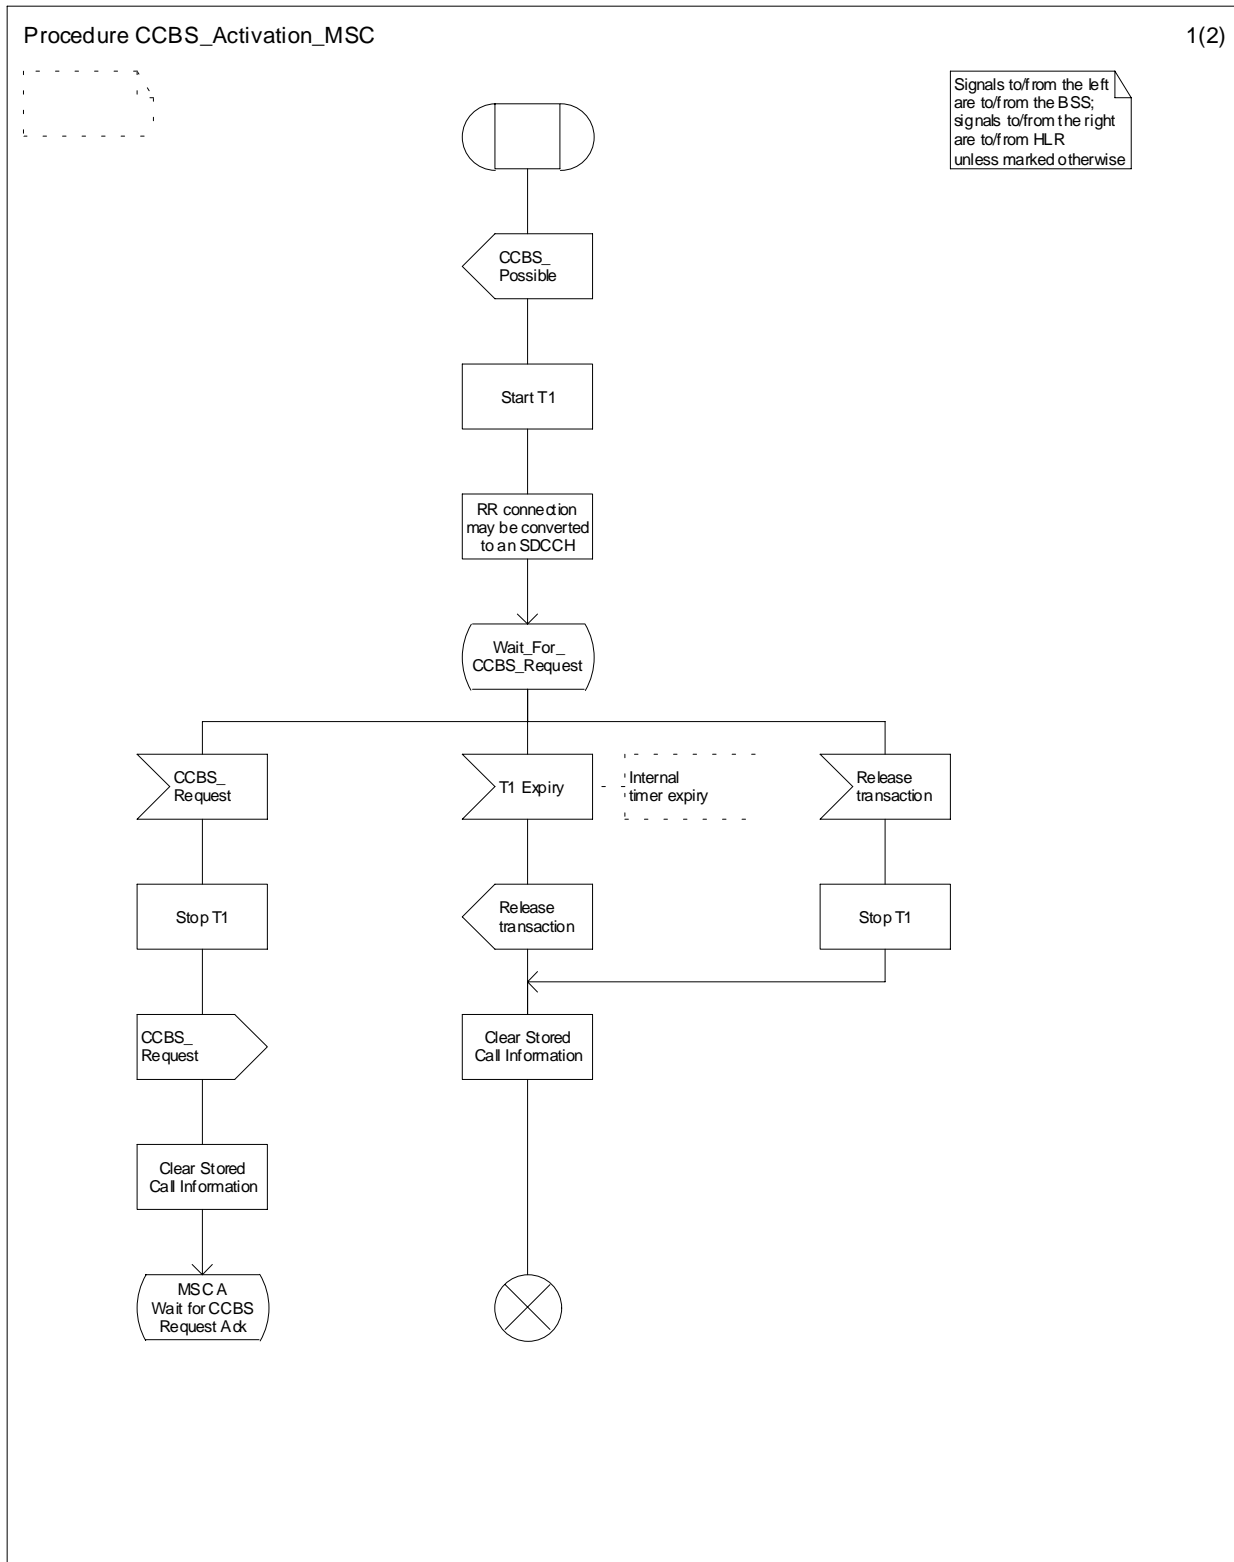 Procedure CCBS_Activation_MSC
1(2)
Signals to/from the left
are to/from the BSS;
signals to/from the right
are to/from HLR
unless marked otherwise
CCBS_
Possible
Start T1
RR connection
may be converted
to an SDCCH
Wait_For_
CCBS_Request
CCBS_
Request
T1 Expiry
Internal
timer expiry
Release
transaction
Stop T1
Release
transaction
Stop T1
CCBS_
Request
Clear Stored
Call Information
Clear Stored
Call Information
MSC A
Wait for CCBS
Request Ack